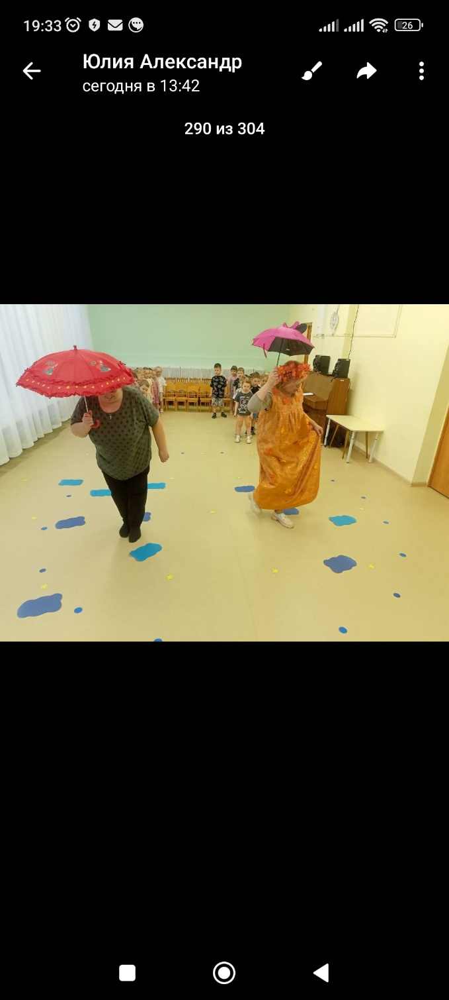 19:33
26
Юлия Александр
сегодня в 13:42
290 из 304